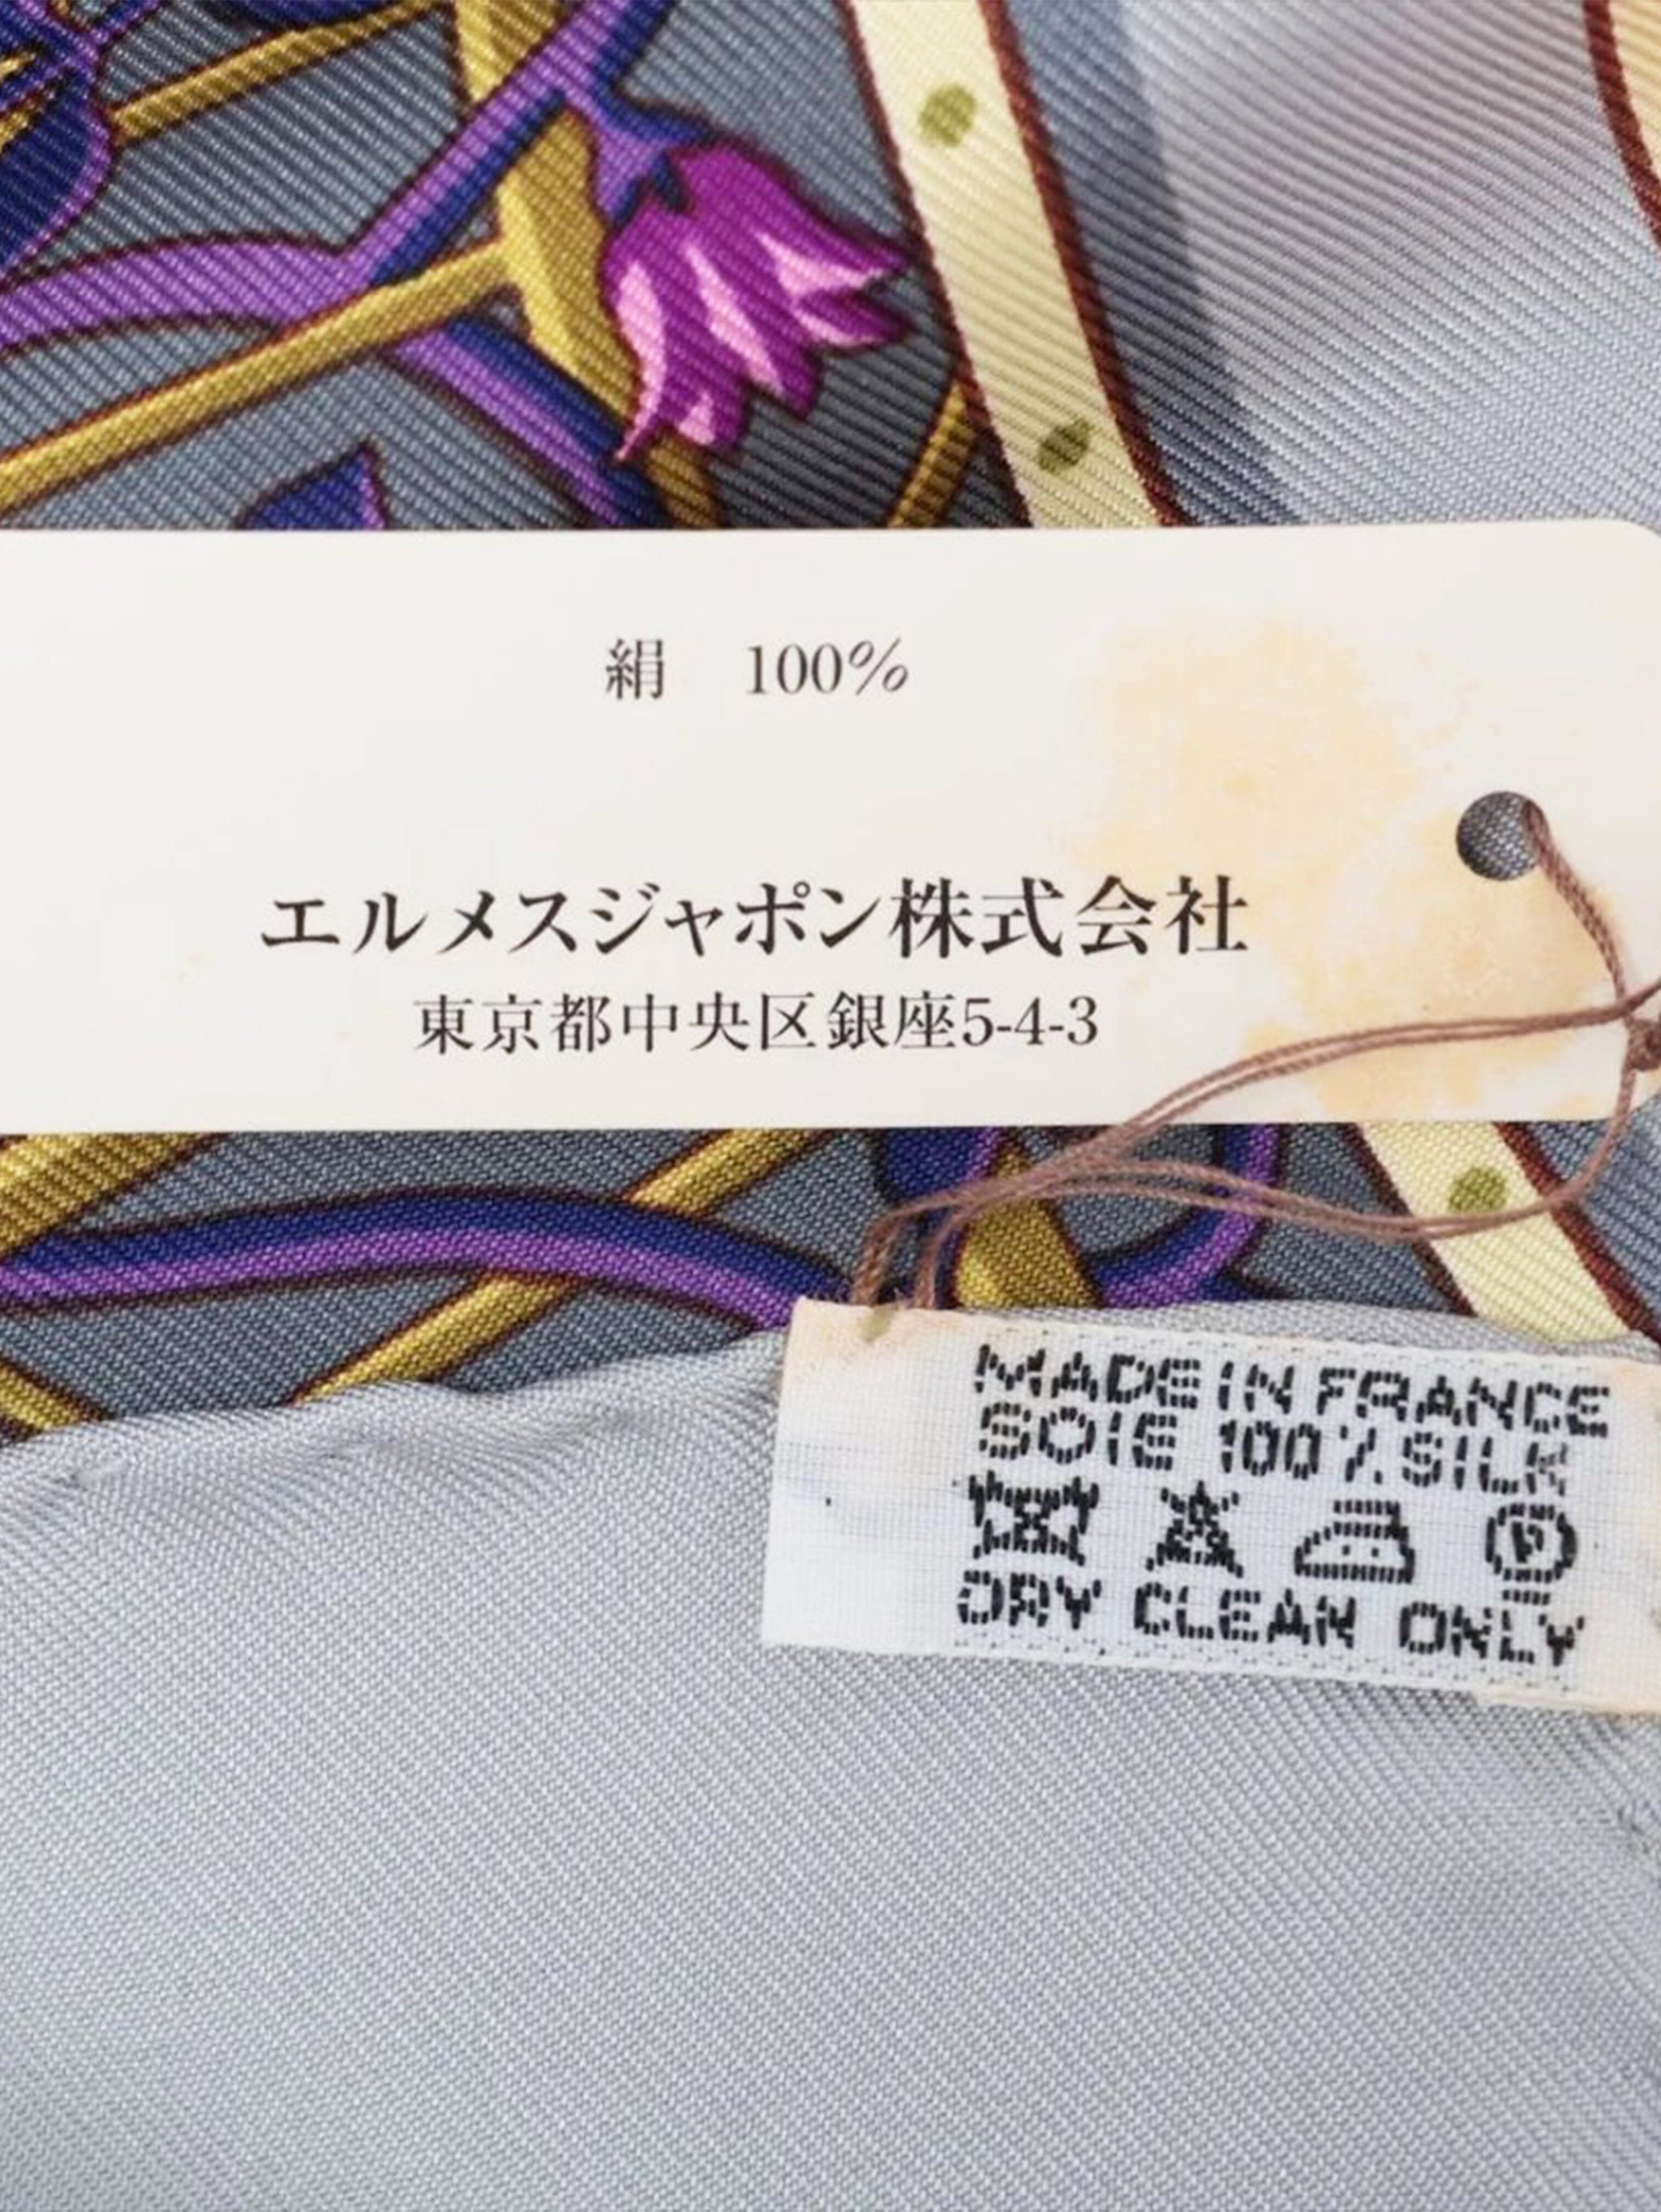 絹　100%
エルメスジャポン株式会社
東京都中央区銀座5-4-3
MADE IN FRANCE
SOIE 100% SILK
DRY CLEAN ONLY